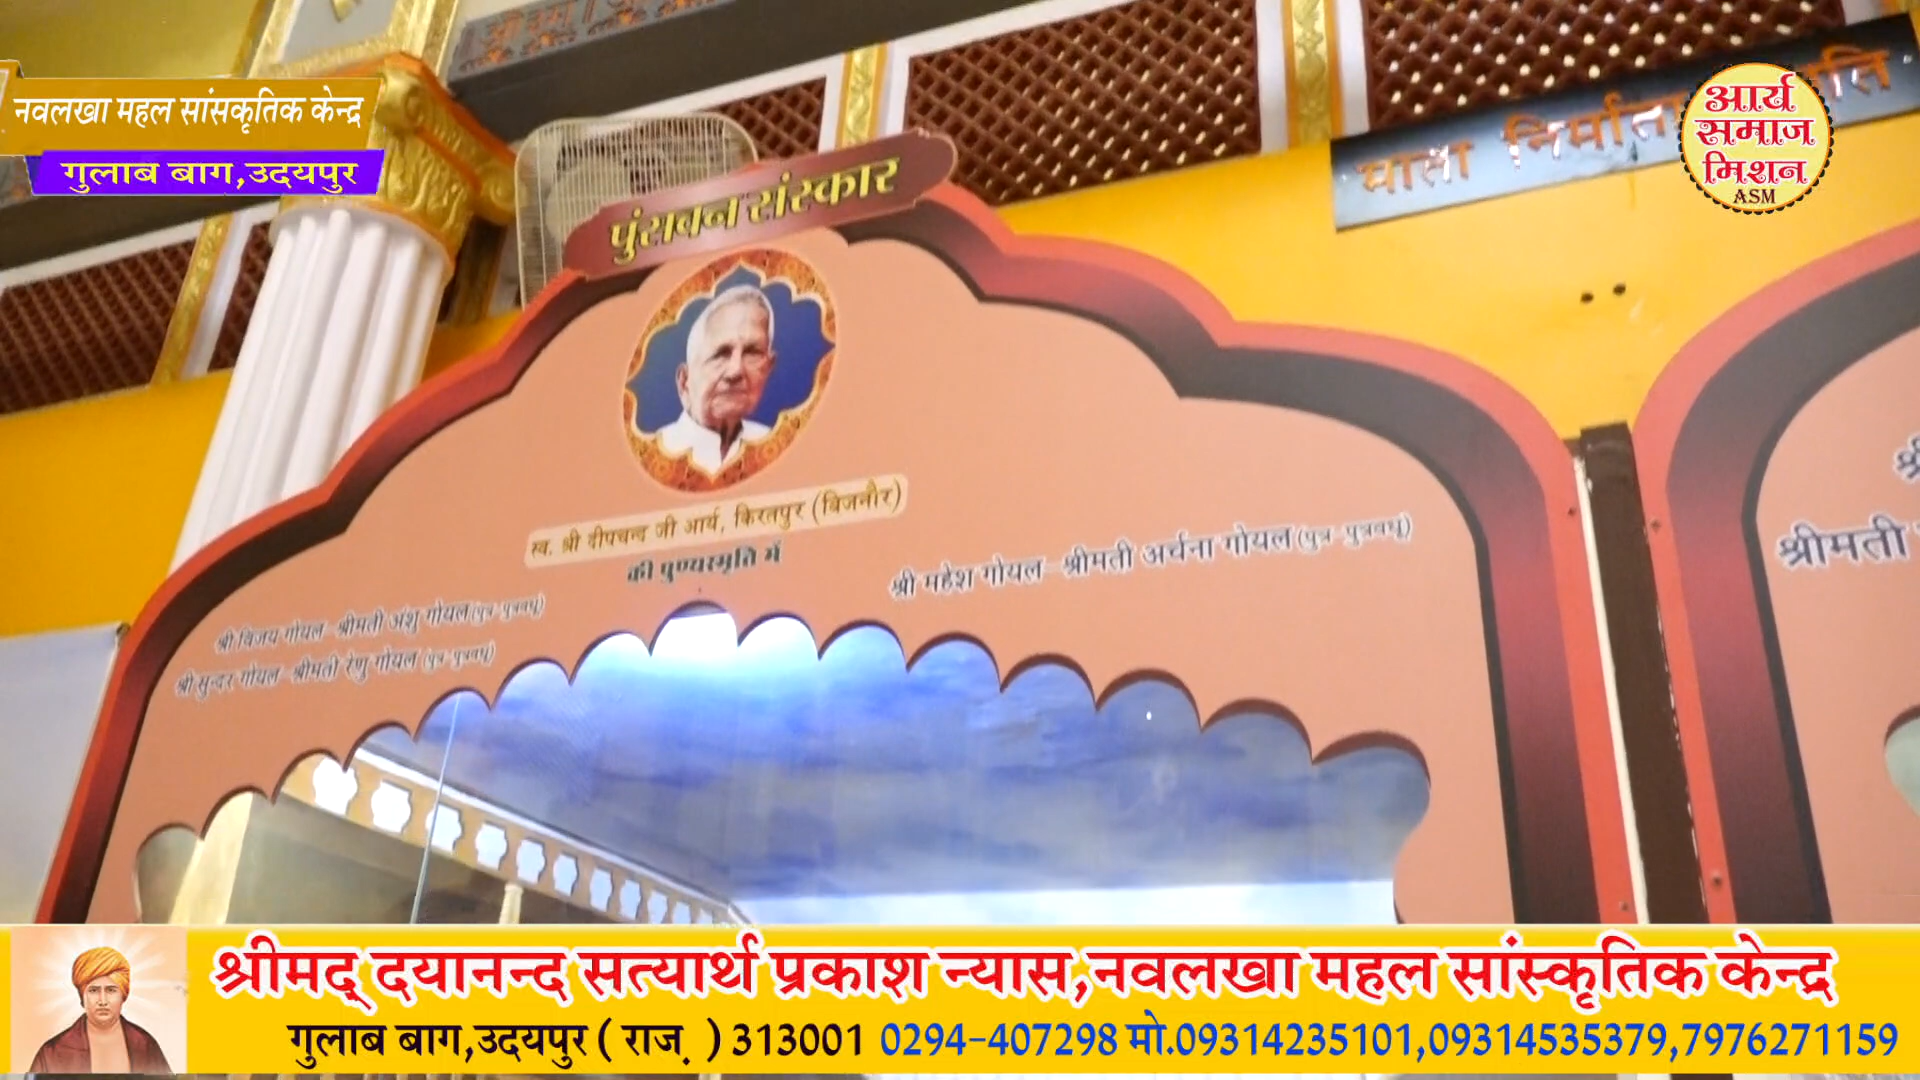 नवलखा महल सांसकृतिक केन्द्र
गुलाब बाग,उदयपुर
आर्य
समाज
मिशन
ASM
माता निर्माता
पुंसवन संस्कार
स्व. श्री दीपचन्द जी आर्य, किरतपुर (बिजनौर)
की पुण्यस्मृति में
श्री विजय गोयल-श्रीमती अंशु गोयल (पुत्र-पुत्रवधू)
श्री सुन्दर गोयल-श्रीमती रेणु गोयल (पुत्र-पुत्रवधू)
श्री महेश गोयल-श्रीमती अर्चना गोयल (पुत्र-पुत्रवधू)
श्रीमती
श्रीमद् दयानन्द सत्यार्थ प्रकाश न्यास,नवलखा महल सांस्कृतिक केन्द्र
गुलाब बाग,उदयपुर ( राज़. ) 313001 0294-407298 मो.09314235101,09314535379,7976271159